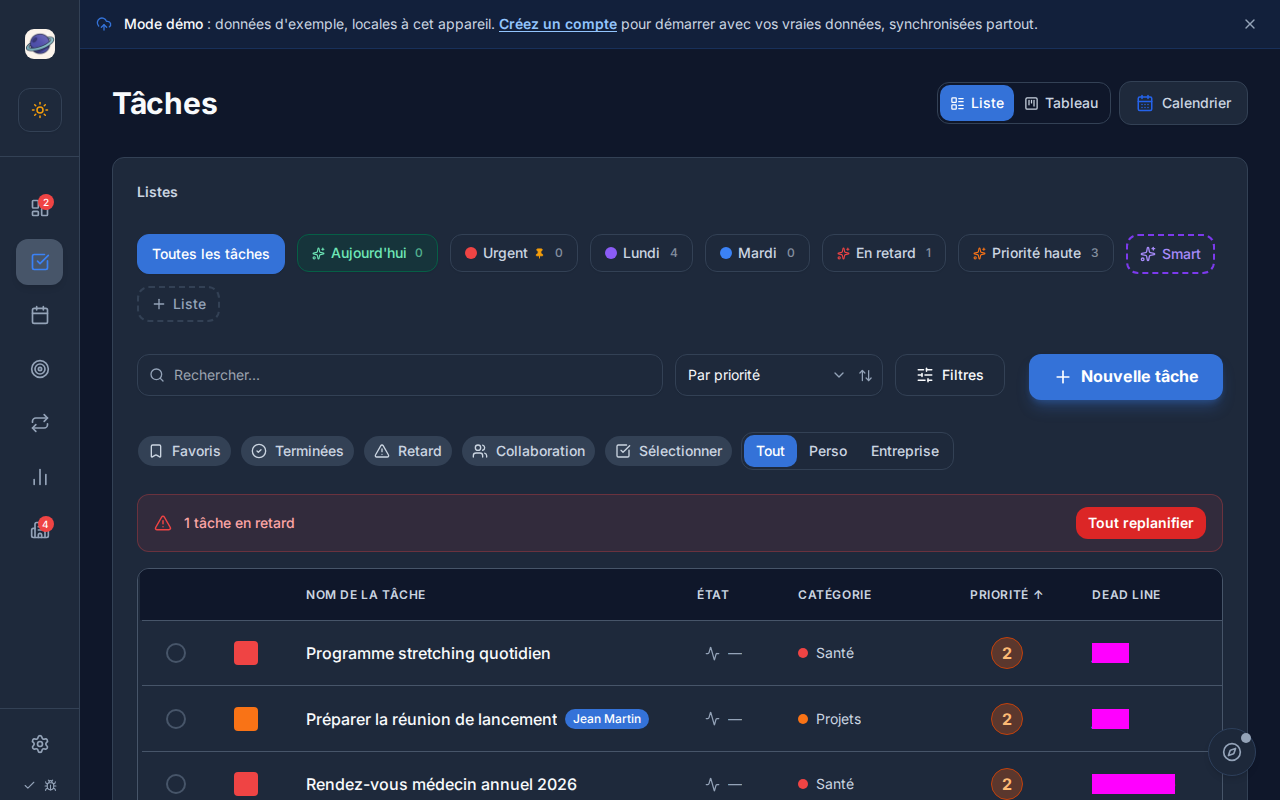 Mode démo : données d'exemple, locales à cet appareil. Créez un compte pour démarrer avec vos vraies données, synchronisées partout.
Tâches
Liste
Tableau
Calendrier
2
4
Listes
Toutes les tâches
Aujourd'hui 0
Urgent 0
Lundi 4
Mardi 0
En retard 1
Priorité haute 3
Smart
+ Liste
Rechercher...
Par priorité
Filtres
+ Nouvelle tâche
Favoris
Terminées
Retard
Collaboration
Sélectionner
Tout
Perso
Entreprise
1 tâche en retard
Tout replanifier
NOM DE LA TÂCHE ÉTAT CATÉGORIE PRIORITÉ ↑ DEAD LINE
Programme stretching quotidien — Santé 2
Préparer la réunion de lancement Jean Martin — Projets 2
Rendez-vous médecin annuel 2026 — Santé 2